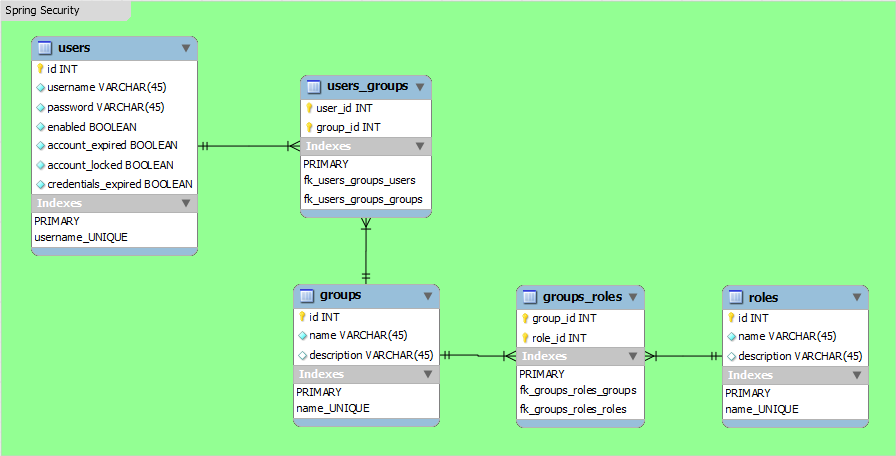 Spring Security
users
id INT
username VARCHAR(45)
password VARCHAR(45)
enabled BOOLEAN
account_expired BOOLEAN
account_locked BOOLEAN
credentials_expired BOOLEAN
Indexes
PRIMARY
username_UNIQUE
users_groups
user_id INT
group_id INT
Indexes
PRIMARY
fk_users_groups_users
fk_users_groups_groups
groups
id INT
name VARCHAR(45)
description VARCHAR(45)
Indexes
PRIMARY
name_UNIQUE
groups_roles
group_id INT
role_id INT
Indexes
PRIMARY
fk_groups_roles_groups
fk_groups_roles_roles
roles
id INT
name VARCHAR(45)
description VARCHAR(45)
Indexes
PRIMARY
name_UNIQUE